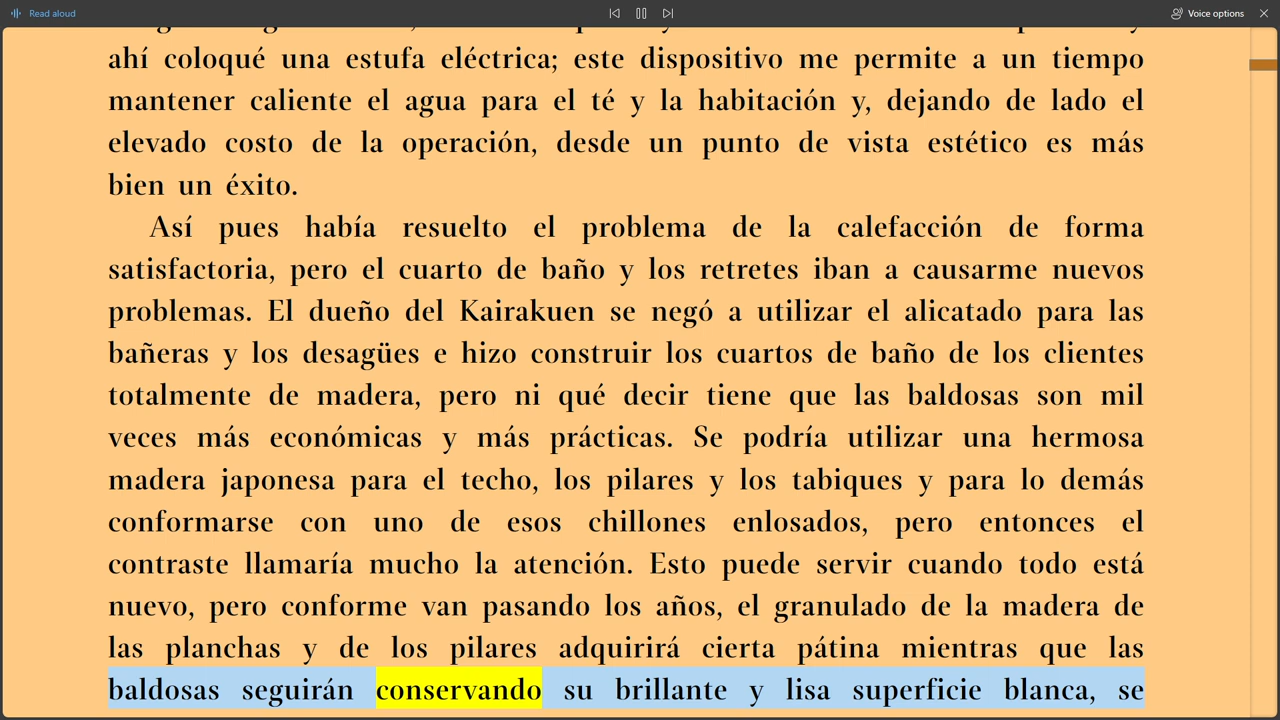 Read aloud
Voice options
ahí coloqué una estufa eléctrica; este dispositivo me permite a un tiempo
mantener caliente el agua para el té y la habitación y, dejando de lado el
elevado costo de la operación, desde un punto de vista estético es más
bien un éxito.
Así pues había resuelto el problema de la calefacción de forma
satisfactoria, pero el cuarto de baño y los retretes iban a causarme nuevos
problemas. El dueño del Kairakuen se negó a utilizar el alicatado para las
bañeras y los desagües e hizo construir los cuartos de baño de los clientes
totalmente de madera, pero ni qué decir tiene que las baldosas son mil
veces más económicas y más prácticas. Se podría utilizar una hermosa
madera japonesa para el techo, los pilares y los tabiques y para lo demás
conformarse con uno de esos chillones enlosados, pero entonces el
contraste llamaría mucho la atención. Esto puede servir cuando todo está
nuevo, pero conforme van pasando los años, el granulado de la madera de
las planchas y de los pilares adquirirá cierta pátina mientras que las
baldosas seguirán conservando su brillante y lisa superficie blanca, se